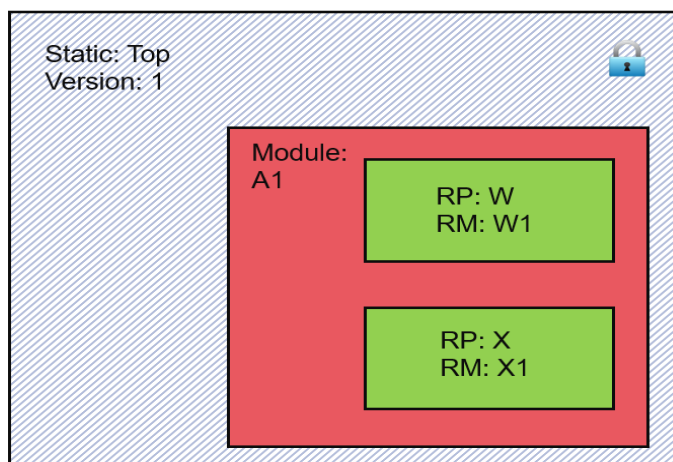 Static: Top
Version: 1
Module:
A1
RP: W
RM: W1
RP: X
RM: X1